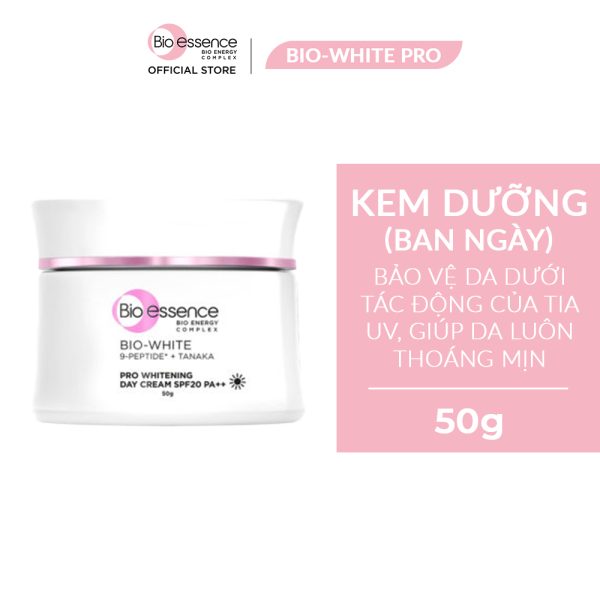 Bio essence
BIO ENERGY
COMPLEX
OFFICIAL STORE
BIO-WHITE PRO
KEM DƯỠNG
(BAN NGÀY)
BẢO VỆ DA DƯỚI
TÁC ĐỘNG CỦA TIA
UV, GIÚP DA LUÔN
THOÁNG MỊN
50g
Bio essence
BIO ENERGY
COMPLEX
BIO-WHITE
9-PEPTIDE* + TANAKA
PRO WHITENING
DAY CREAM SPF20 PA++
50g